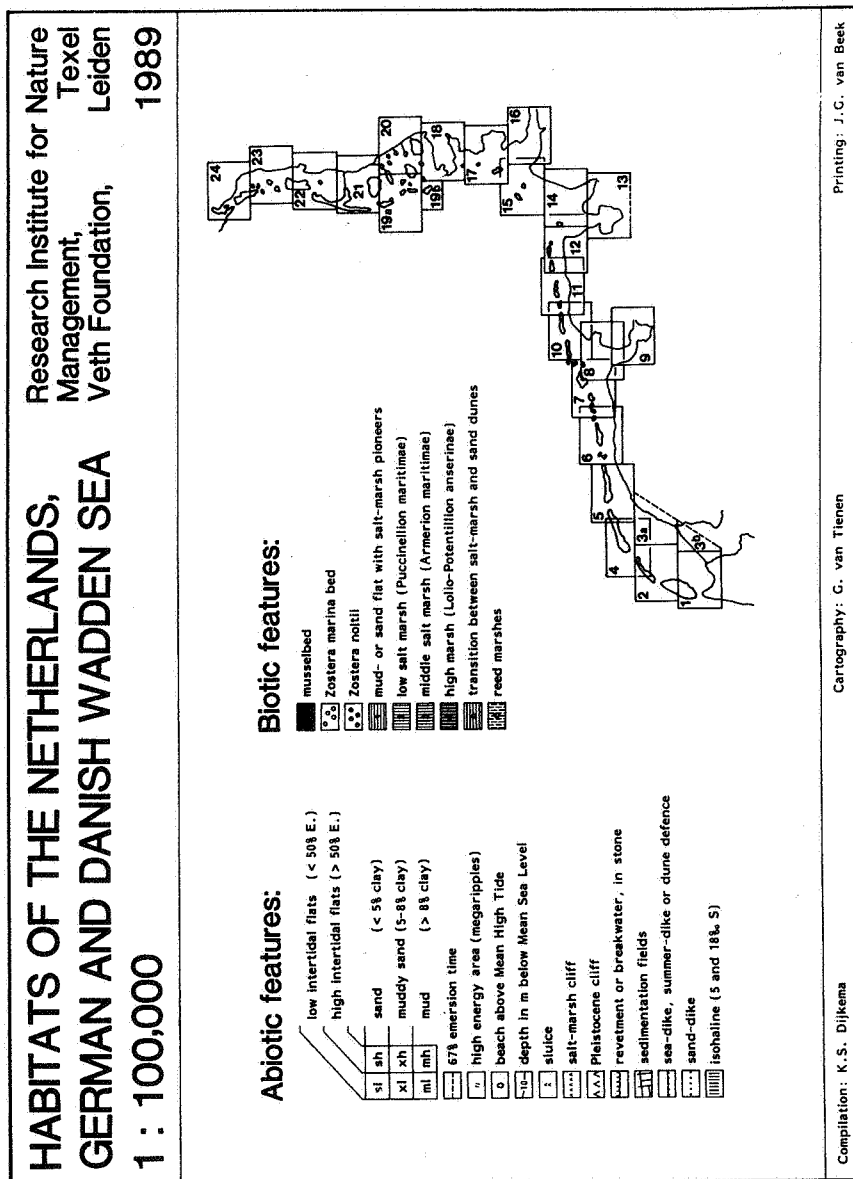 HABITATS OF THE NETHERLANDS,
GERMAN AND DANISH WADDEN SEA
1 : 100,000
Research Institute for Nature
Management, Texel
Veth Foundation, Leiden
1989
Abiotic features:
low intertidal flats (< 50% E.)
high intertidal flats (> 50% E.)
sl sh sand (< 5% clay)
xl xh muddy sand (5-8% clay)
ml mh mud (> 8% clay)
67% emersion time
high energy area (megaripples)
beach above Mean High Tide
-10- depth in m below Mean Sea Level
sluice
salt-marsh cliff
Pleistocene cliff
revetment or breakwater, in stone
sedimentation fields
sea-dike, summer-dike or dune defence
sand-dike
isohaline (5 and 18‰ S)
Biotic features:
musselbed
Zostera marina bed
Zostera noltii
mud- or sand flat with salt-marsh pioneers
low salt marsh (Puccinellion maritimae)
middle salt marsh (Armerion maritimae)
high marsh (Lolio-Potentillion anserinae)
transition between salt-marsh and sand dunes
reed marshes
1
2
3a
3b
4
5
6
7
8
9
10
11
12
13
14
15
16
17
18
19a
19b
20
21
22
23
24
Compilation: K.S. Dijkema
Cartography: G. van Tienen
Printing: J.G. van Beek